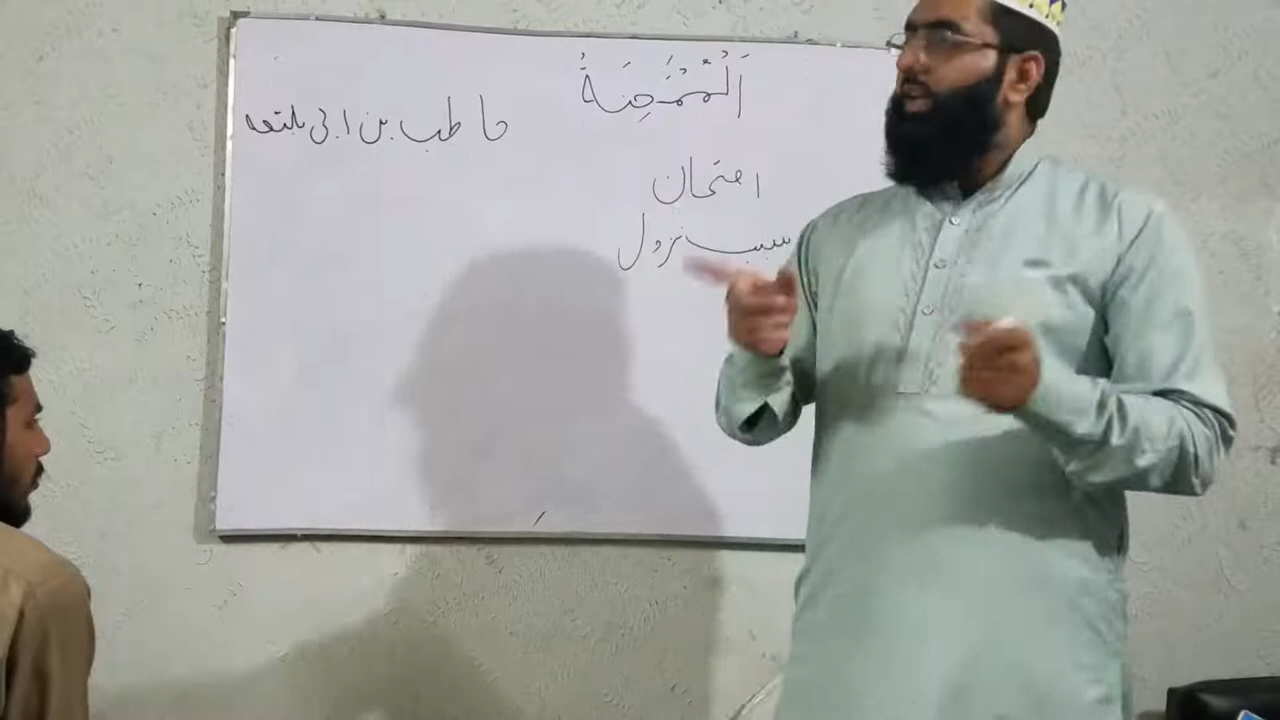 اَلْمُمْتَحِنَةُ
حاطب بن ابی بلتعہ
امتحان
سبب نزول